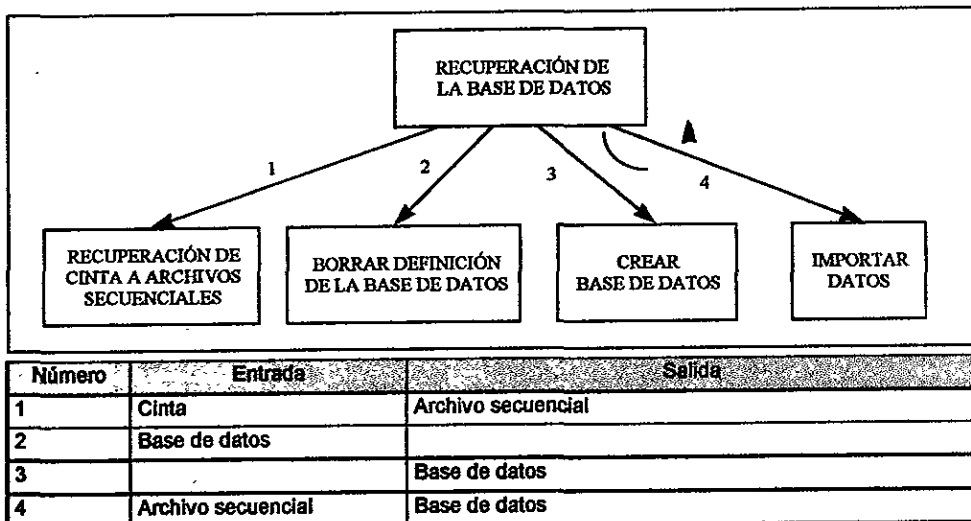 RECUPERACIÓN DE
LA BASE DE DATOS
1
2
3
4
RECUPERACIÓN DE
CINTA A ARCHIVOS
SECUENCIALES
BORRAR DEFINICIÓN
DE LA BASE DE DATOS
CREAR
BASE DE DATOS
IMPORTAR
DATOS
Número Entrada Salida
1 Cinta Archivo secuencial
2 Base de datos
3 Base de datos
4 Archivo secuencial Base de datos